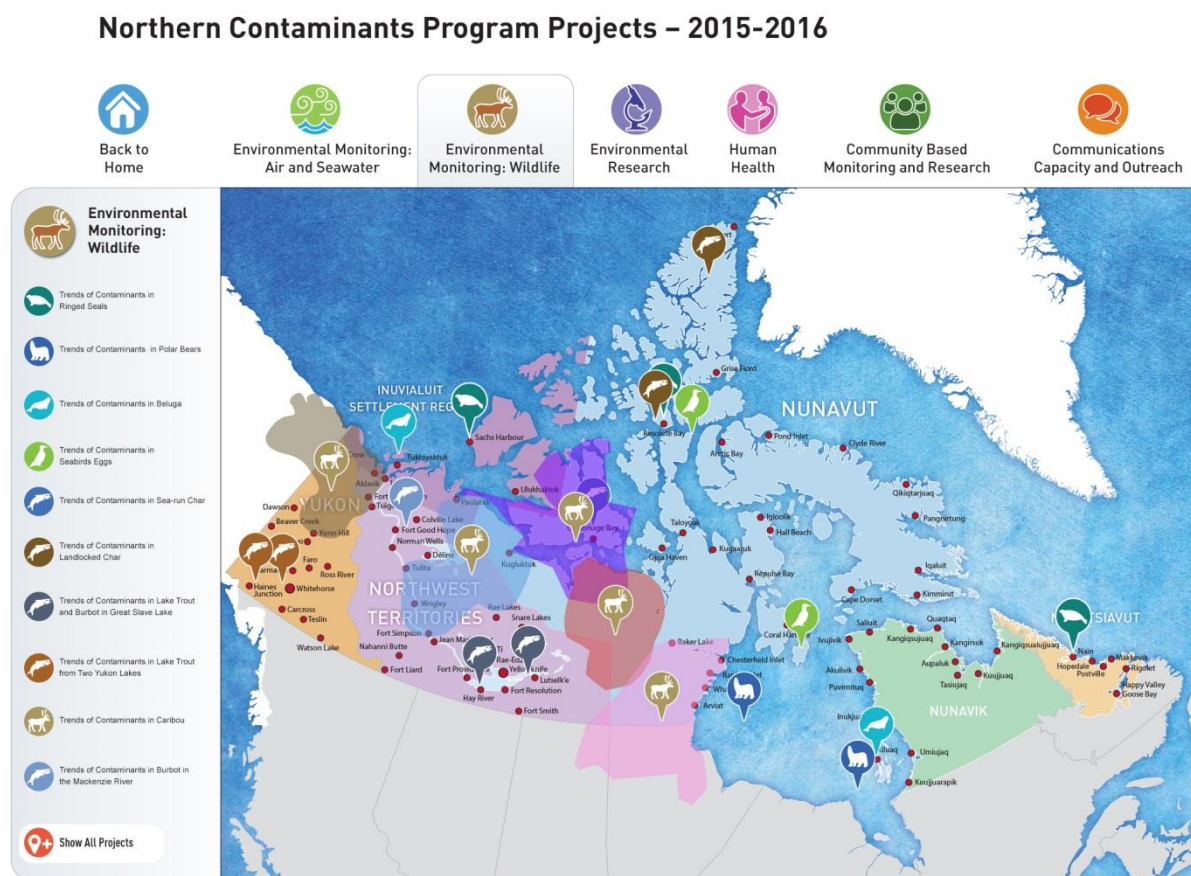 Northern Contaminants Program Projects – 2015-2016
Back to
Home
Environmental Monitoring:
Air and Seawater
Environmental
Monitoring: Wildlife
Environmental
Research
Human
Health
Community Based
Monitoring and Research
Communications
Capacity and Outreach
Environmental
Monitoring:
Wildlife
Trends of Contaminants in
Ringed Seals
Trends of Contaminants in Polar Bears
Trends of Contaminants in Beluga
Trends of Contaminants in
Seabirds Eggs
Trends of Contaminants in Sea-run Char
Trends of Contaminants in
Landlocked Char
Trends of Contaminants in Lake Trout
and Burbot in Great Slave Lake
Trends of Contaminants in Lake Trout
from Two Yukon Lakes
Trends of Contaminants in Caribou
Trends of Contaminants in Burbot in
the Mackenzie River
Show All Projects
Grise Fiord
INUVIALUIT
SETTLEMENT REG
NUNAVUT
Resolute Bay
Sachs Harbour
Pond Inlet
Clyde River
Arctic Bay
Tuktoyaktuk
Aklavik
Ulukhaktok
Paulatuk
Qikiqtarjuaq
Pangnirtung
YUKON
Dawson
Beaver Creek
Keno Hill
Fort Good Hope
Colville Lake
Norman Wells
Déline
Tulita
Kugluktuk
Taloyoak
Gjoa Haven
Kugaaruk
Igloolik
Hall Beach
Repulse Bay
Iqaluit
Kimmirut
Cape Dorset
Faro
Ross River
Haines
Junction
Whitehorse
Carcross
Teslin
Watson Lake
NORTHWEST
TERRITORIES
Wrigley
Rae Lakes
Snare Lakes
Fort Simpson
Nahanni Butte
Fort Liard
Hay River
Fort Resolution
Lutselk'e
Fort Smith
Baker Lake
Chesterfield Inlet
Arviat
Ivujivik
Salluit
Kangiqsujuaq
Quaqtaq
Kangirsuk
Aupaluk
Tasiujaq
Kuujjuaq
Kangiqsualujjuaq
Akulivik
Puvirnituq
NUNAVIK
Umiujaq
Kuujjuarapik
Nain
Hopedale
Postville
Makkovik
Rigolet
Happy Valley
Goose Bay